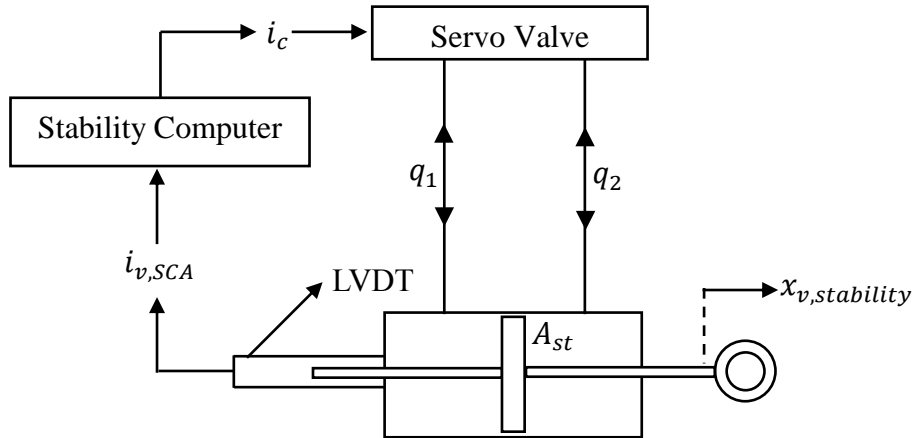 i_c
Servo Valve
Stability Computer
q_1
q_2
i_{v,SCA}
LVDT
x_{v,stability}
A_{st}